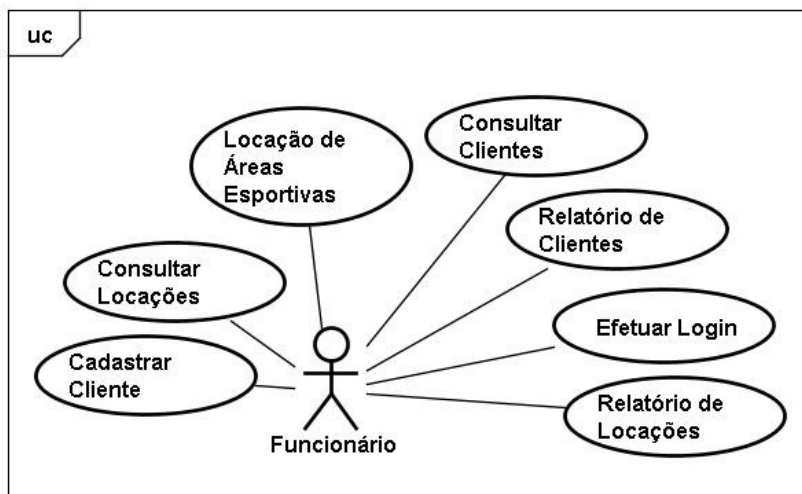 uc
Locação de
Áreas
Esportivas
Consultar
Clientes
Relatório de
Clientes
Consultar
Locações
Efetuar Login
Cadastrar
Cliente
Relatório de
Locações
Funcionário